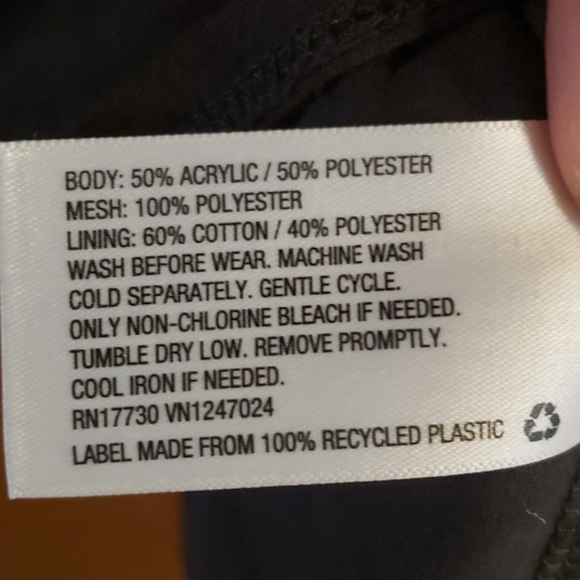 BODY: 50% ACRYLIC / 50% POLYESTER
MESH: 100% POLYESTER
LINING: 60% COTTON / 40% POLYESTER
WASH BEFORE WEAR. MACHINE WASH
COLD SEPARATELY. GENTLE CYCLE.
ONLY NON-CHLORINE BLEACH IF NEEDED.
TUMBLE DRY LOW. REMOVE PROMPTLY.
COOL IRON IF NEEDED.
RN17730 VN1247024
LABEL MADE FROM 100% RECYCLED PLASTIC